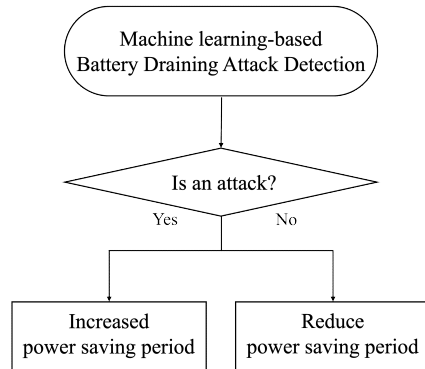 Machine learning-based
Battery Draining Attack Detection
Is an attack?
Yes
No
Increased
power saving period
Reduce
power saving period